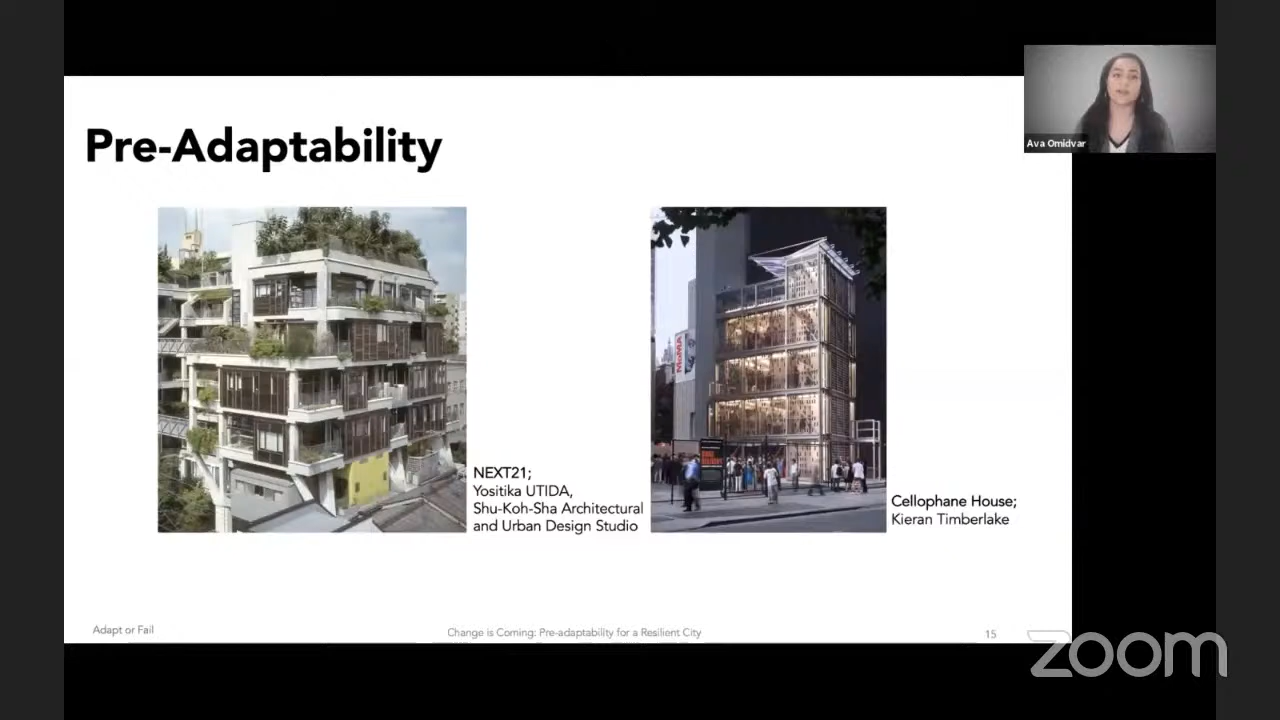 Pre-Adaptability
Ava Omidvar
MoMA
NEXT21;
Yositika UTIDA,
Shu-Koh-Sha Architectural
and Urban Design Studio
Cellophane House;
Kieran Timberlake
Adapt or Fail
Change is Coming: Pre-adaptability for a Resilient City
15
zoom